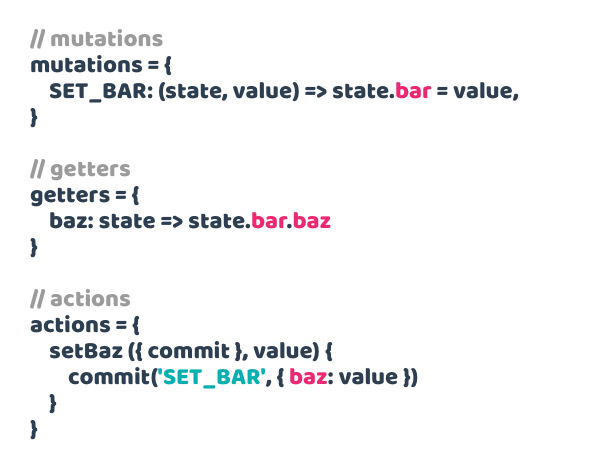 // mutations
mutations = {
SET_BAR: (state, value) => state.bar = value,
}
// getters
getters = {
baz: state => state.bar.baz
}
// actions
actions = {
setBaz ({ commit }, value) {
commit('SET_BAR', { baz: value })
}
}